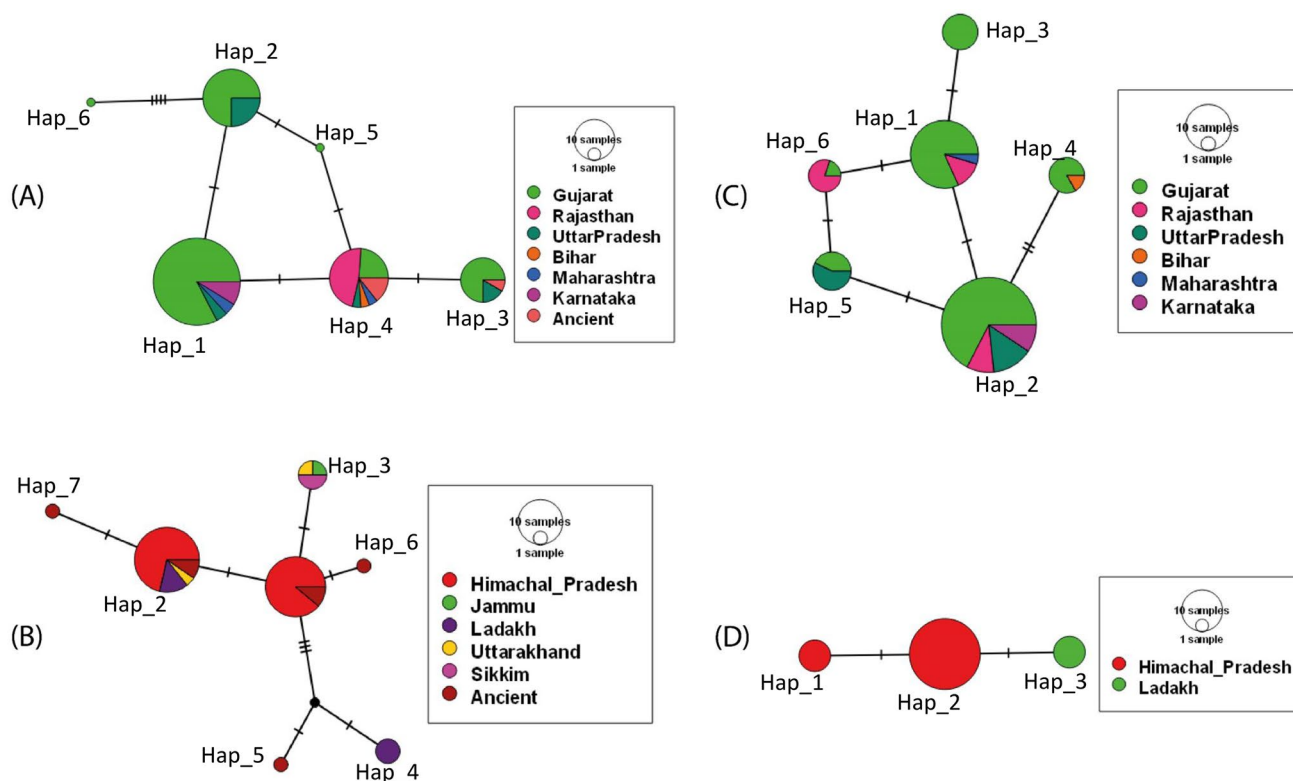 (A)
Hap_2
Hap_6
Hap_5
Hap_1
Hap_4
Hap_3
10 samples
1 sample
Gujarat
Rajasthan
UttarPradesh
Bihar
Maharashtra
Karnataka
Ancient
(C)
Hap_3
Hap_1
Hap_6
Hap_4
Hap_5
Hap_2
10 samples
1 sample
Gujarat
Rajasthan
UttarPradesh
Bihar
Maharashtra
Karnataka
(B)
Hap_3
Hap_7
Hap_6
Hap_2
Hap_5
Hap_4
10 samples
1 sample
Himachal_Pradesh
Jammu
Ladakh
Uttarakhand
Sikkim
Ancient
(D)
Hap_1
Hap_2
Hap_3
10 samples
1 sample
Himachal_Pradesh
Ladakh